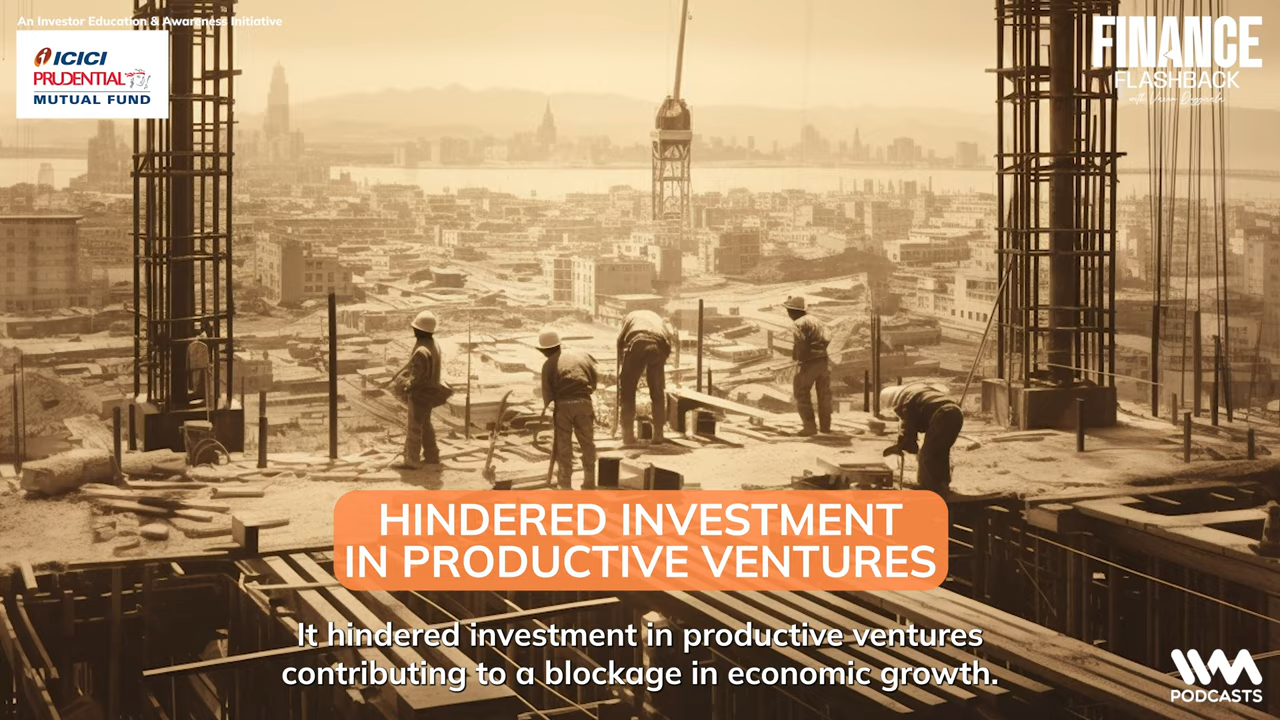 An Investor Education & Awareness Initiative
ICICI
PRUDENTIAL
MUTUAL FUND
FINANCE
FLASHBACK
HINDERED INVESTMENT
IN PRODUCTIVE VENTURES
It hindered investment in productive ventures
contributing to a blockage in economic growth.
PODCASTS